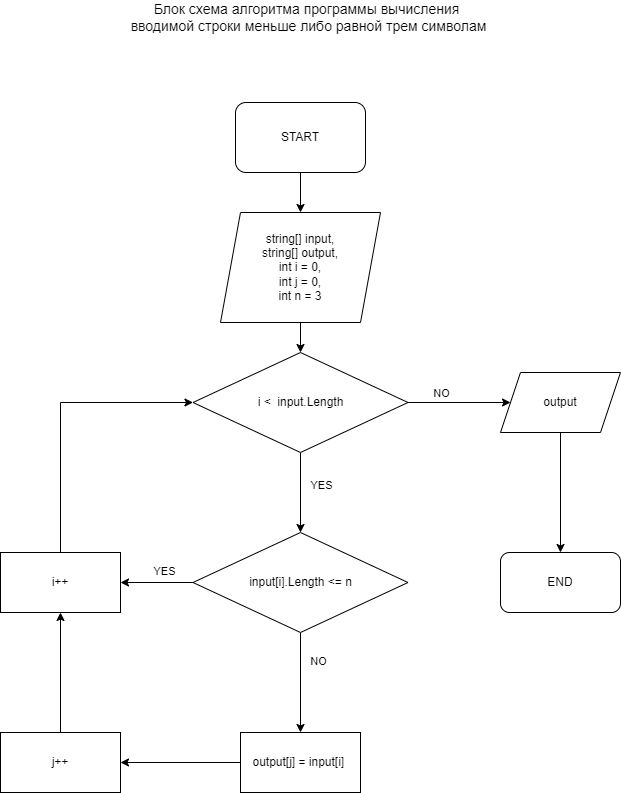 Блок схема алгоритма программы вычисления
вводимой строки меньше либо равной трем символам
START
string[] input,
string[] output,
int i = 0,
int j = 0,
int n = 3
i <  input.Length
NO
output
YES
i++
YES
input[i].Length <= n
END
NO
j++
output[j] = input[i]